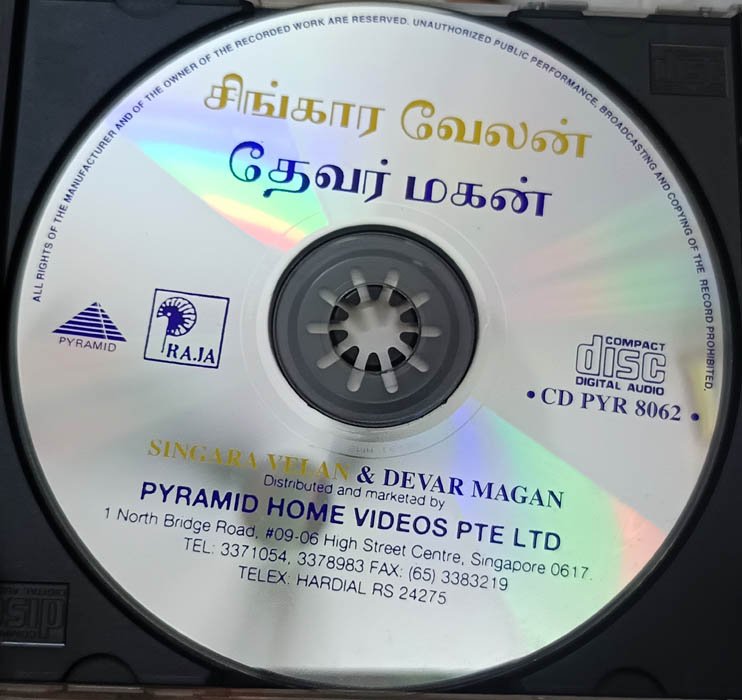 ALL RIGHTS OF THE MANUFACTURER AND OF THE OWNER OF THE RECORDED WORK ARE RESERVED. UNAUTHORIZED PUBLIC PERFORMANCE, BROADCASTING AND COPYING OF THE RECORD PROHIBITED.
சிங்கார வேலன்
தேவர் மகன்
PYRAMID
RAJA
COMPACT
disc
DIGITAL AUDIO
• CD PYR 8062 •
SINGARA VELAN & DEVAR MAGAN
Distributed and marketed by
PYRAMID HOME VIDEOS PTE LTD
1 North Bridge Road, #09-06 High Street Centre, Singapore 0617.
TEL: 3371054, 3378983 FAX: (65) 3383219
TELEX: HARDIAL RS 24275